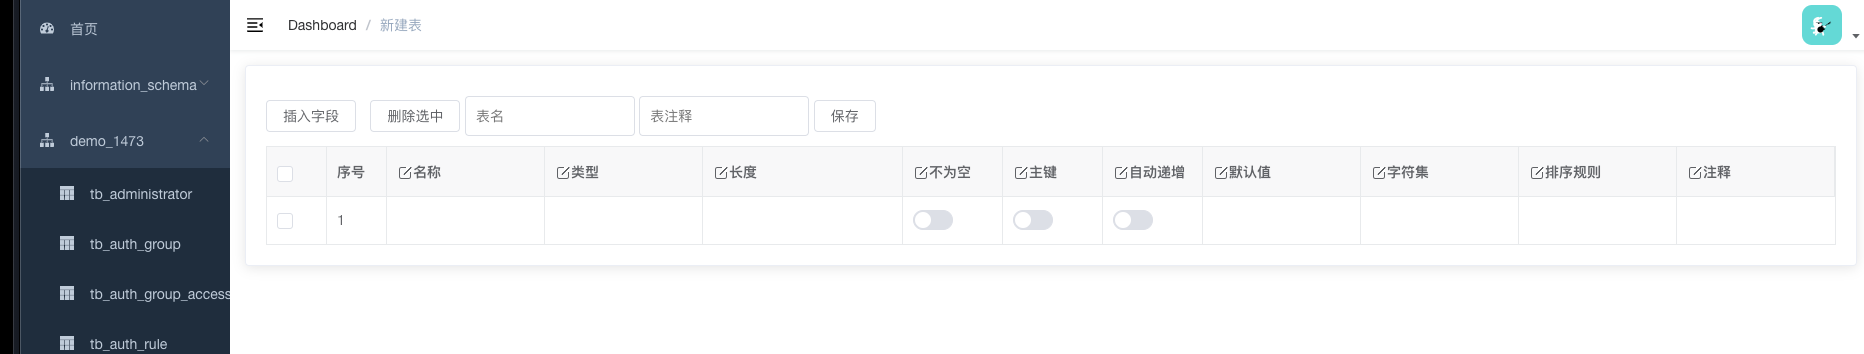 首页
information_schema
demo_1473
tb_administrator
tb_auth_group
tb_auth_group_access
tb_auth_rule
Dashboard / 新建表
插入字段 删除选中 表名 表注释 保存
序号 名称 类型 长度 不为空 主键 自动递增 默认值 字符集 排序规则 注释
1